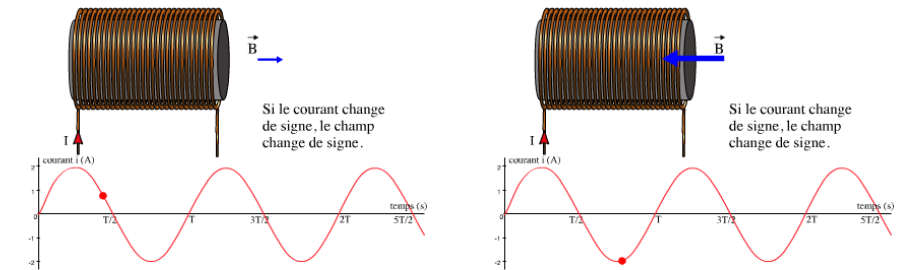 B
Si le courant change
de signe, le champ
change de signe.
I
courant i (A)
2
1
0
-1
-2
T/2
T
3T/2
2T
5T/2
temps (s)
B
Si le courant change
de signe, le champ
change de signe.
I
courant i (A)
2
1
0
-1
-2
T/2
T
3T/2
2T
5T/2
temps (s)